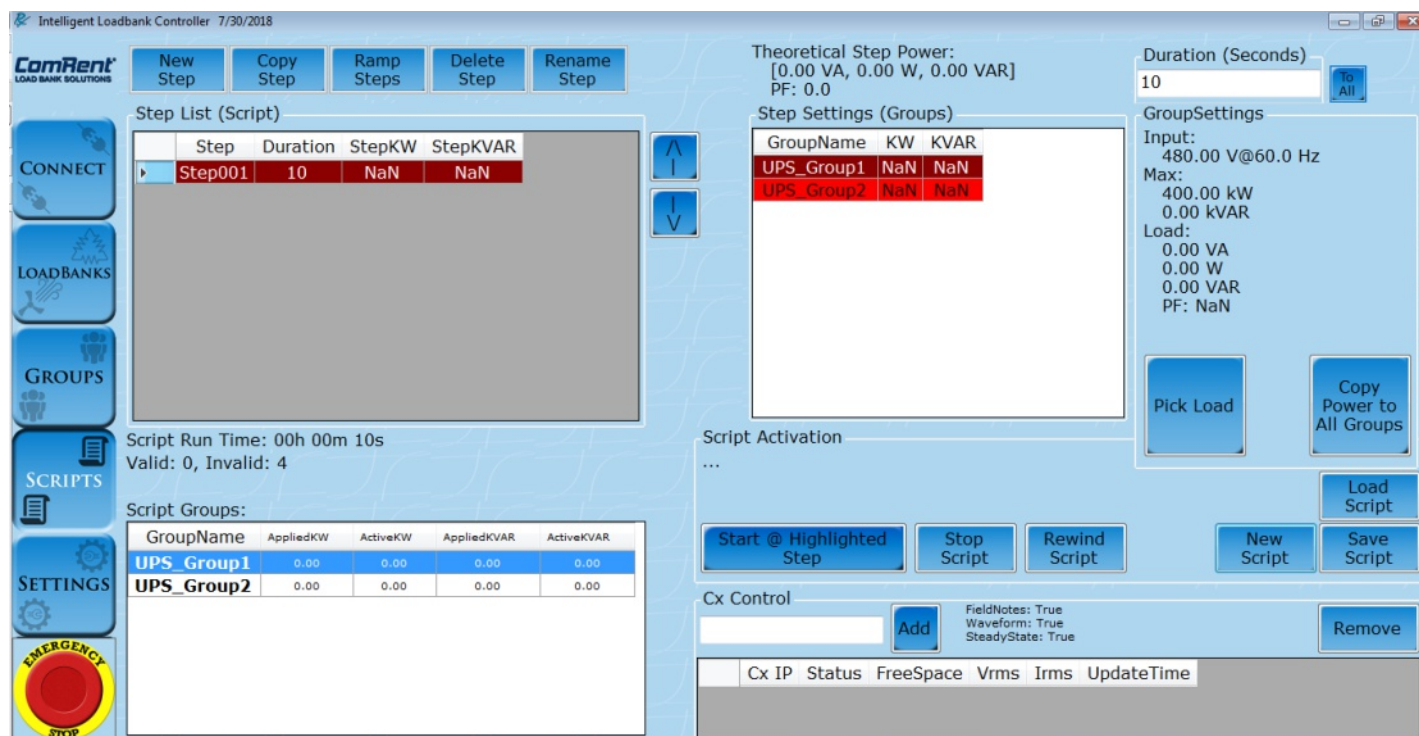 Intelligent Loadbank Controller 7/30/2018
ComRent
LOAD BANK SOLUTIONS
New Step
Copy Step
Ramp Steps
Delete Step
Rename Step
Theoretical Step Power:
[0.00 VA, 0.00 W, 0.00 VAR]
PF: 0.0
Duration (Seconds)
10
To All
CONNECT
LOADBANKS
GROUPS
SCRIPTS
SETTINGS
EMERGENCY
STOP
Step List (Script)
Step Duration StepKW StepKVAR
Step001 10 NaN NaN
Step Settings (Groups)
GroupName KW KVAR
UPS_Group1 NaN NaN
UPS_Group2 NaN NaN
GroupSettings
Input:
480.00 V@60.0 Hz
Max:
400.00 kW
0.00 kVAR
Load:
0.00 VA
0.00 W
0.00 VAR
PF: NaN
Pick Load
Copy Power to All Groups
Script Run Time: 00h 00m 10s
Valid: 0, Invalid: 4
Script Groups:
GroupName AppliedKW ActiveKW AppliedKVAR ActiveKVAR
UPS_Group1 0.00 0.00 0.00 0.00
UPS_Group2 0.00 0.00 0.00 0.00
Script Activation
...
Load Script
Start @ Highlighted Step
Stop Script
Rewind Script
New Script
Save Script
Cx Control
Add
FieldNotes: True
Waveform: True
SteadyState: True
Remove
Cx IP Status FreeSpace Vrms Irms UpdateTime